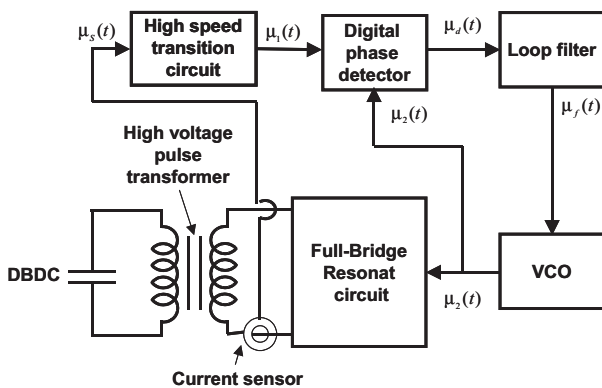 μS(t)
High speed
transition
circuit
μ1(t)
Digital
phase
detector
μd(t)
Loop filter
μ2(t)
μf(t)
High voltage
pulse
transformer
DBDC
Full-Bridge
Resonat
circuit
μ2(t)
VCO
Current sensor